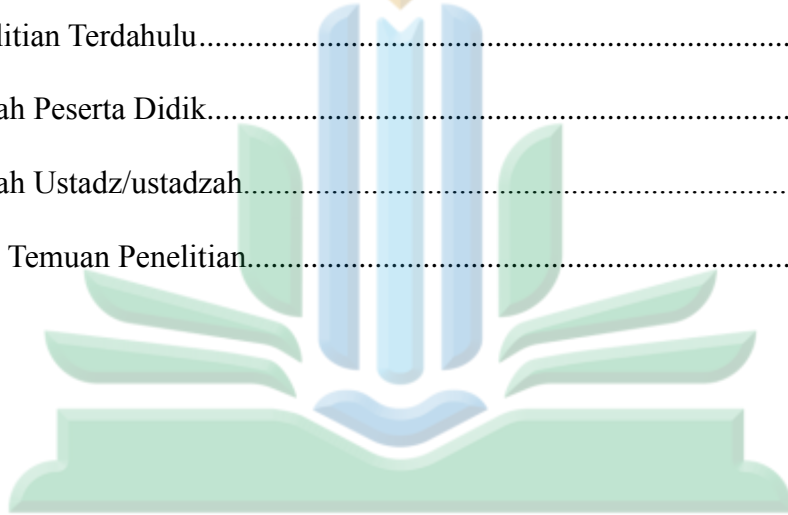 litian Terdahulu.......................................................................
ah Peserta Didik......................................................................
ah Ustadz/ustadzah.................................................................
Temuan Penelitian..................................................................